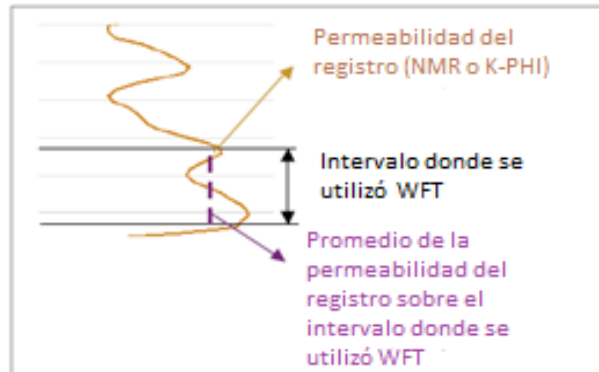 Permeabilidad del
registro (NMR o K-PHI)
Intervalo donde se
utilizó WFT
Promedio de la
permeabilidad del
registro sobre el
intervalo donde se
utilizó WFT